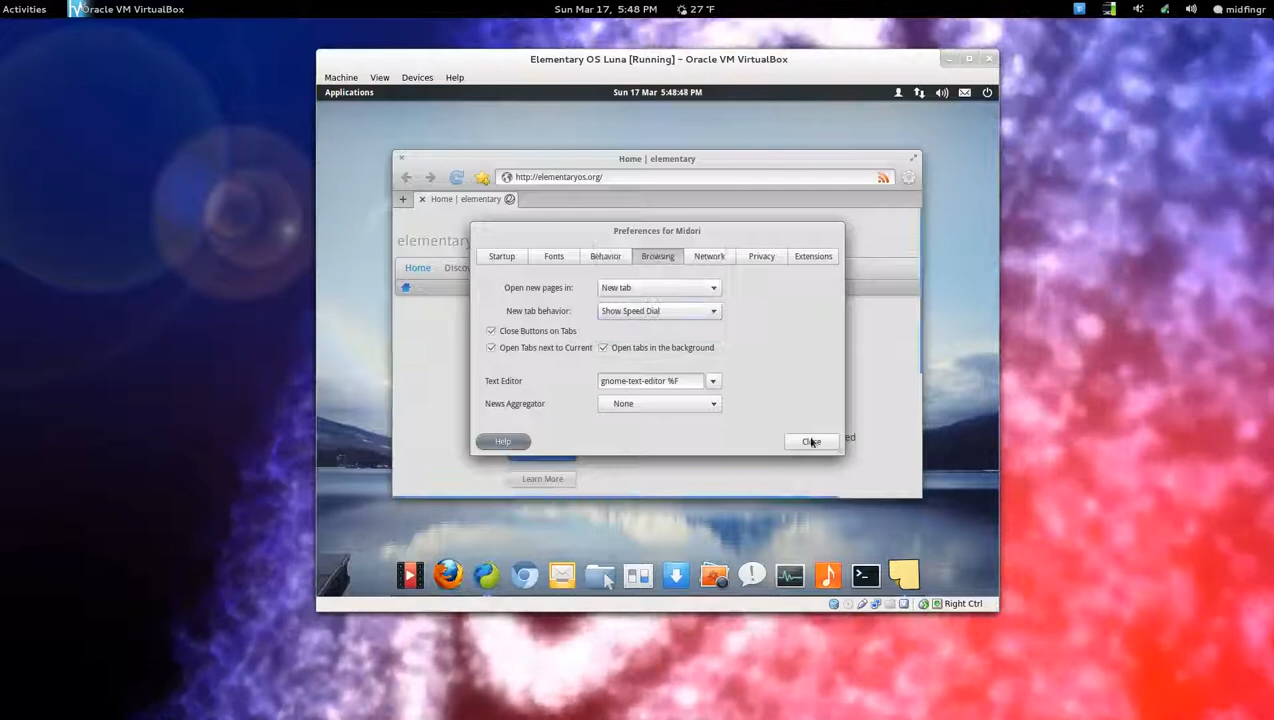 Activities Oracle VM VirtualBox Sun Mar 17, 5:48 PM 27 °F midfingr
Elementary OS Luna [Running] - Oracle VM VirtualBox
Machine View Devices Help
Applications Sun 17 Mar 5:48:48 PM
Home | elementary
http://elementaryos.org/
Home | elementary
elementary
Home Disco
Preferences for Midori
Startup Fonts Behavior Browsing Network Privacy Extensions
Open new pages in: New tab
New tab behavior: Show Speed Dial
Close Buttons on Tabs
Open Tabs next to Current Open tabs in the background
Text Editor gnome-text-editor %F
News Aggregator None
Help Close
ed
Learn More
Right Ctrl